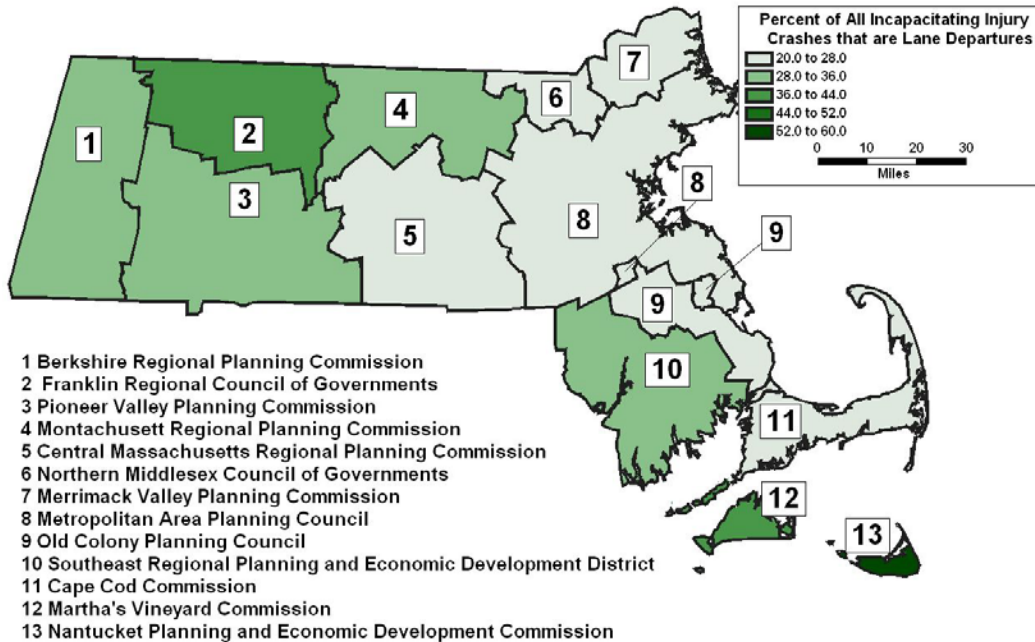 Percent of All Incapacitating Injury
Crashes that are Lane Departures
20.0 to 28.0
28.0 to 36.0
36.0 to 44.0
44.0 to 52.0
52.0 to 60.0
0 10 20 30
Miles
1
2
3
4
5
6
7
8
8
9
9
10
11
12
13
1 Berkshire Regional Planning Commission
2 Franklin Regional Council of Governments
3 Pioneer Valley Planning Commission
4 Montachusett Regional Planning Commission
5 Central Massachusetts Regional Planning Commission
6 Northern Middlesex Council of Governments
7 Merrimack Valley Planning Commission
8 Metropolitan Area Planning Council
9 Old Colony Planning Council
10 Southeast Regional Planning and Economic Development District
11 Cape Cod Commission
12 Martha's Vineyard Commission
13 Nantucket Planning and Economic Development Commission